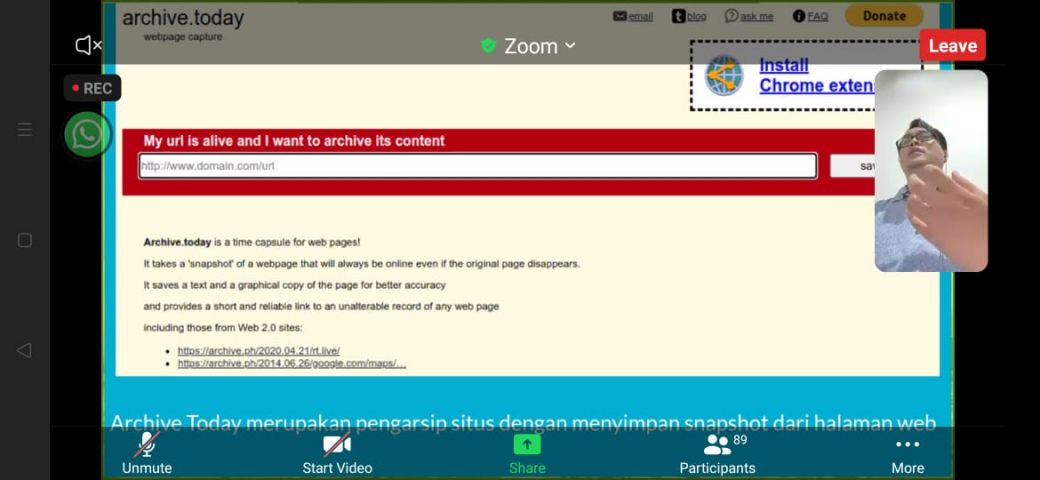 archive.today
webpage capture
email
blog
ask me
FAQ
Donate
Zoom
Leave
Install
Chrome exten
REC
My url is alive and I want to archive its content
http://www.domain.com/url
sav
Archive.today is a time capsule for web pages!
It takes a 'snapshot' of a webpage that will always be online even if the original page disappears.
It saves a text and a graphical copy of the page for better accuracy
and provides a short and reliable link to an unalterable record of any web page
including those from Web 2.0 sites:
https://archive.ph/2020.04.21/rt.live/
https://archive.ph/2014.06.26/google.com/maps/...
Archive Today merupakan pengarsip situs dengan menyimpan snapshot dari halaman web
Unmute
Start Video
Share
Participants
89
More